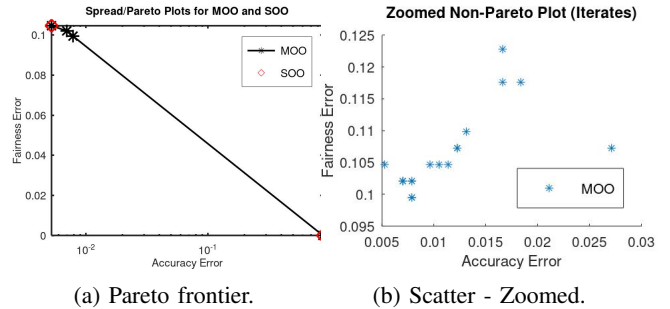 Spread/Pareto Plots for MOO and SOO
0.1
0.08
0.06
0.04
0.02
0
Fairness Error
MOO
SOO
10^-2
10^-1
Accuracy Error
(a) Pareto frontier.
Zoomed Non-Pareto Plot (Iterates)
0.125
0.12
0.115
0.11
0.105
0.1
0.095
Fairness Error
MOO
0.005
0.01
0.015
0.02
0.025
0.03
Accuracy Error
(b) Scatter - Zoomed.